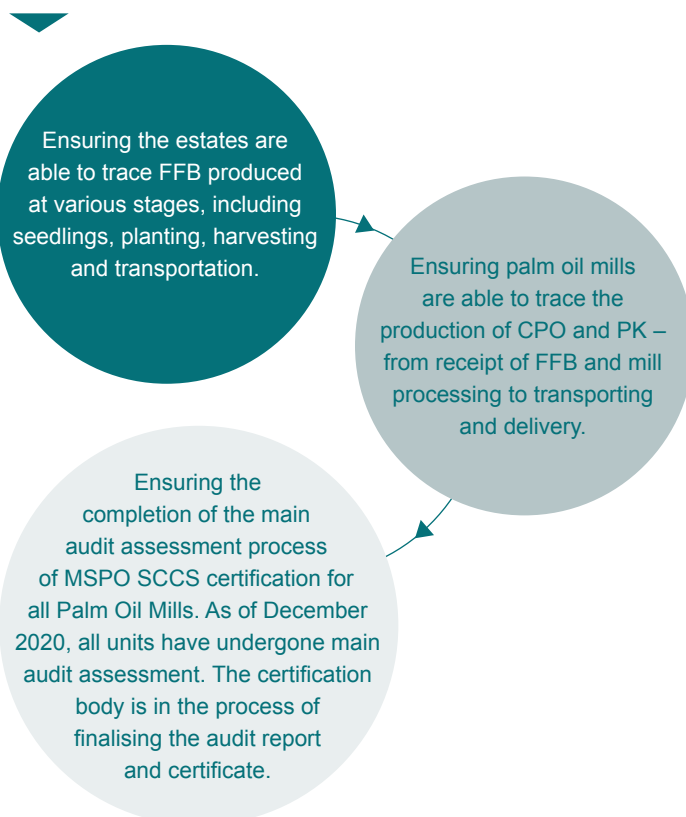 Ensuring the estates are
able to trace FFB produced
at various stages, including
seedlings, planting, harvesting
and transportation.
Ensuring palm oil mills
are able to trace the
production of CPO and PK –
from receipt of FFB and mill
processing to transporting
and delivery.
Ensuring the
completion of the main
audit assessment process
of MSPO SCCS certification for
all Palm Oil Mills. As of December
2020, all units have undergone main
audit assessment. The certification
body is in the process of
finalising the audit report
and certificate.